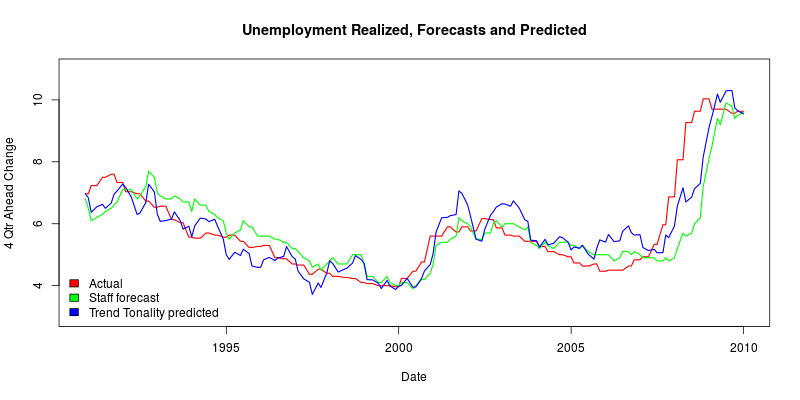 Unemployment Realized, Forecasts and Predicted
4 Qtr Ahead Change
10
8
6
4
Actual
Staff forecast
Trend Tonality predicted
1995 2000 2005 2010
Date